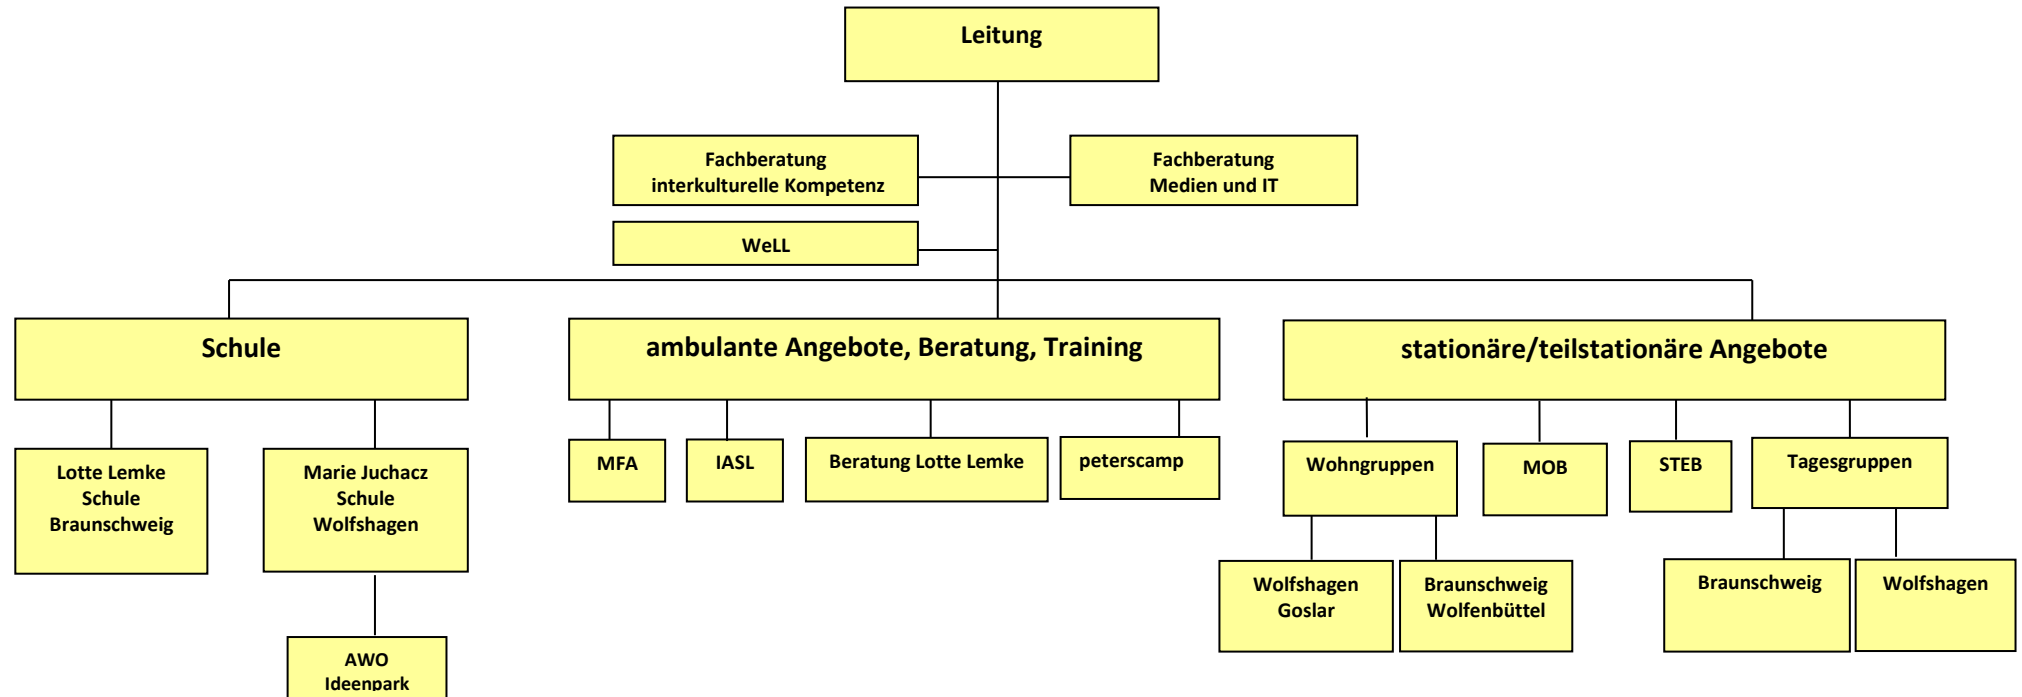 Leitung
Fachberatung
interkulturelle Kompetenz
Fachberatung
Medien und IT
WeLL
Schule
ambulante Angebote, Beratung, Training
stationäre/teilstationäre Angebote
Lotte Lemke
Schule
Braunschweig
Marie Juchacz
Schule
Wolfshagen
MFA
IASL
Beratung Lotte Lemke
peterscamp
Wohngruppen
MOB
STEB
Tagesgruppen
Wolfshagen
Goslar
Braunschweig
Wolfenbüttel
Braunschweig
Wolfshagen
AWO
Ideenpark